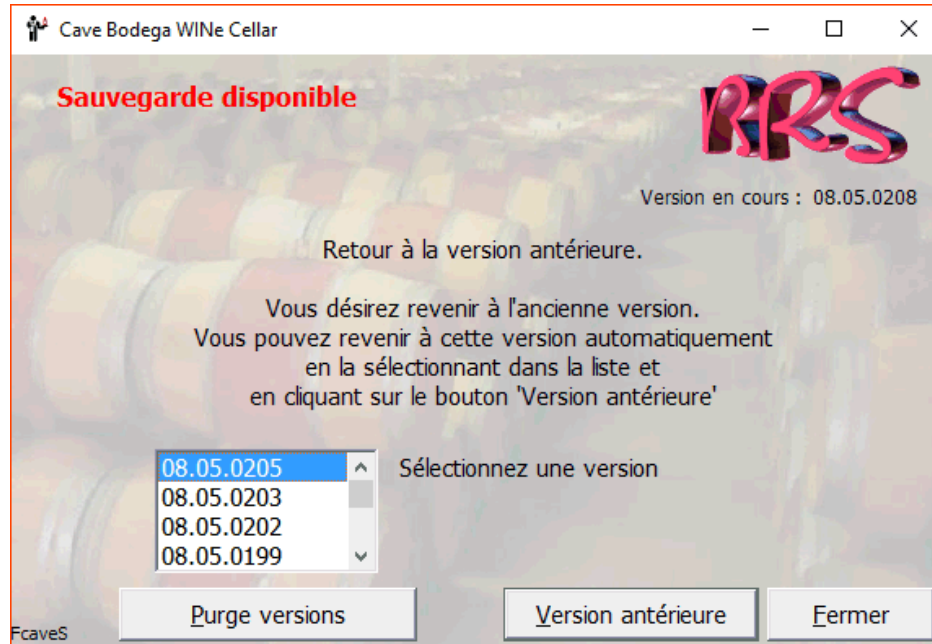 Cave Bodega WINe Cellar
Sauvegarde disponible
RRS
Version en cours : 08.05.0208
Retour à la version antérieure.
Vous désirez revenir à l'ancienne version.
Vous pouvez revenir à cette version automatiquement
en la sélectionnant dans la liste et
en cliquant sur le bouton 'Version antérieure'
08.05.0205
Sélectionnez une version
08.05.0203
08.05.0202
08.05.0199
Purge versions
Version antérieure
Fermer
FcaveS